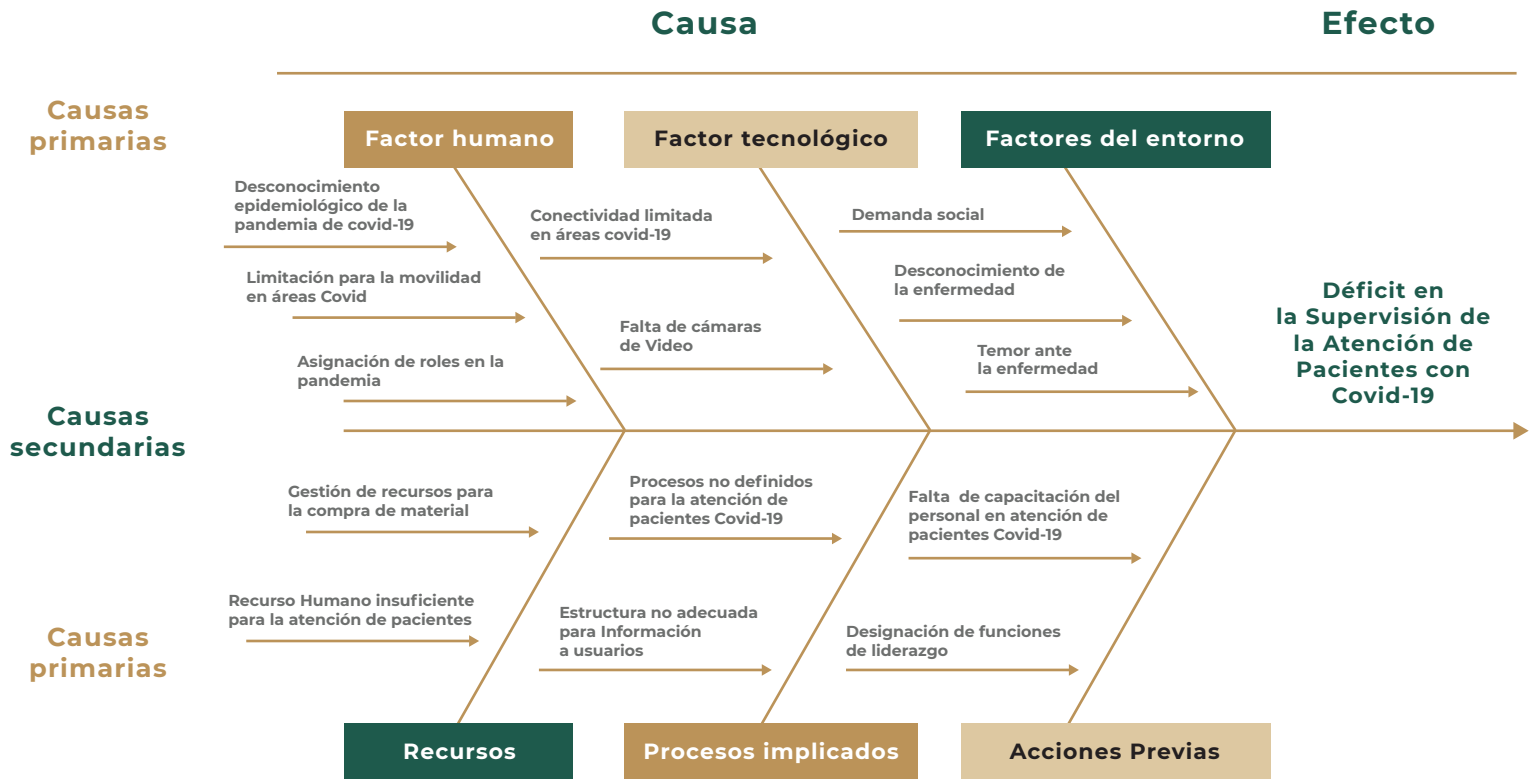 Causa
Efecto
Causas
primarias
Factor humano
Factor tecnológico
Factores del entorno
Desconocimiento
epidemiológico de la
pandemia de covid-19
Limitación para la movilidad
en áreas Covid
Asignación de roles en la
pandemia
Conectividad limitada
en áreas covid-19
Falta de cámaras
de Video
Demanda social
Desconocimiento de
la enfermedad
Temor ante
la enfermedad
Déficit en
la Supervisión de
la Atención de
Pacientes con
Covid-19
Causas
secundarias
Gestión de recursos para
la compra de material
Recurso Humano insuficiente
para la atención de pacientes
Procesos no definidos
para la atención de
pacientes Covid-19
Estructura no adecuada
para Información
a usuarios
Falta de capacitación del
personal en atención de
pacientes Covid-19
Designación de funciones
de liderazgo
Causas
primarias
Recursos
Procesos implicados
Acciones Previas